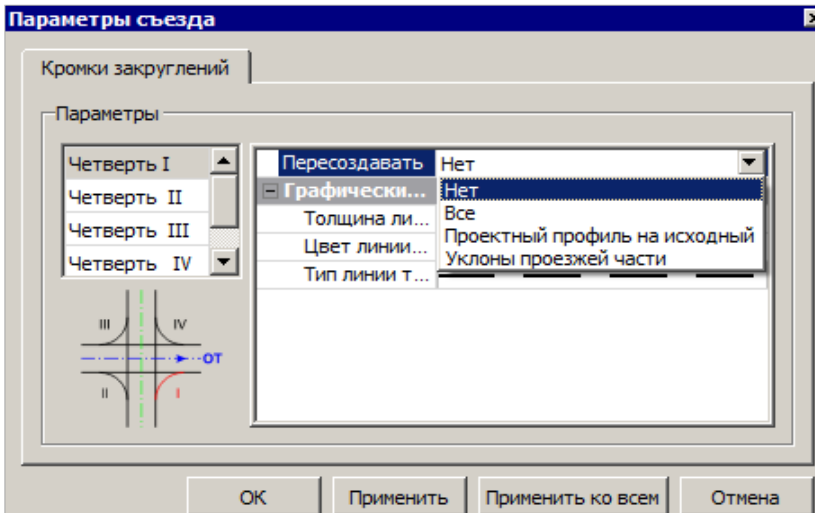 Параметры съезда
Кромки закруглений
Параметры
Четверть I
Четверть II
Четверть III
Четверть IV
Пересоздавать Нет
Графически...
Толщина ли...
Цвет линии...
Тип линии т...
Нет
Все
Проектный профиль на исходный
Уклоны проезжей части
III IV
ОТ
II I
ОК Применить Применить ко всем Отмена